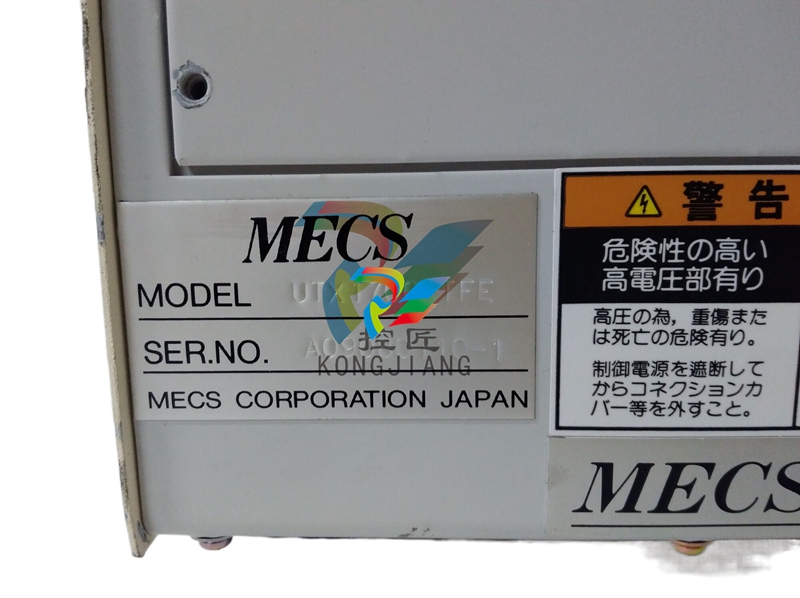 MECS
MODEL
SER.NO.
MECS CORPORATION JAPAN
控匠
KONGJIANG
警告
危険性の高い
高電圧部有り
高圧の為，重傷また
は死亡の危険有り。
制御電源を遮断して
からコネクションカ
バー等を外すこと。
MECS